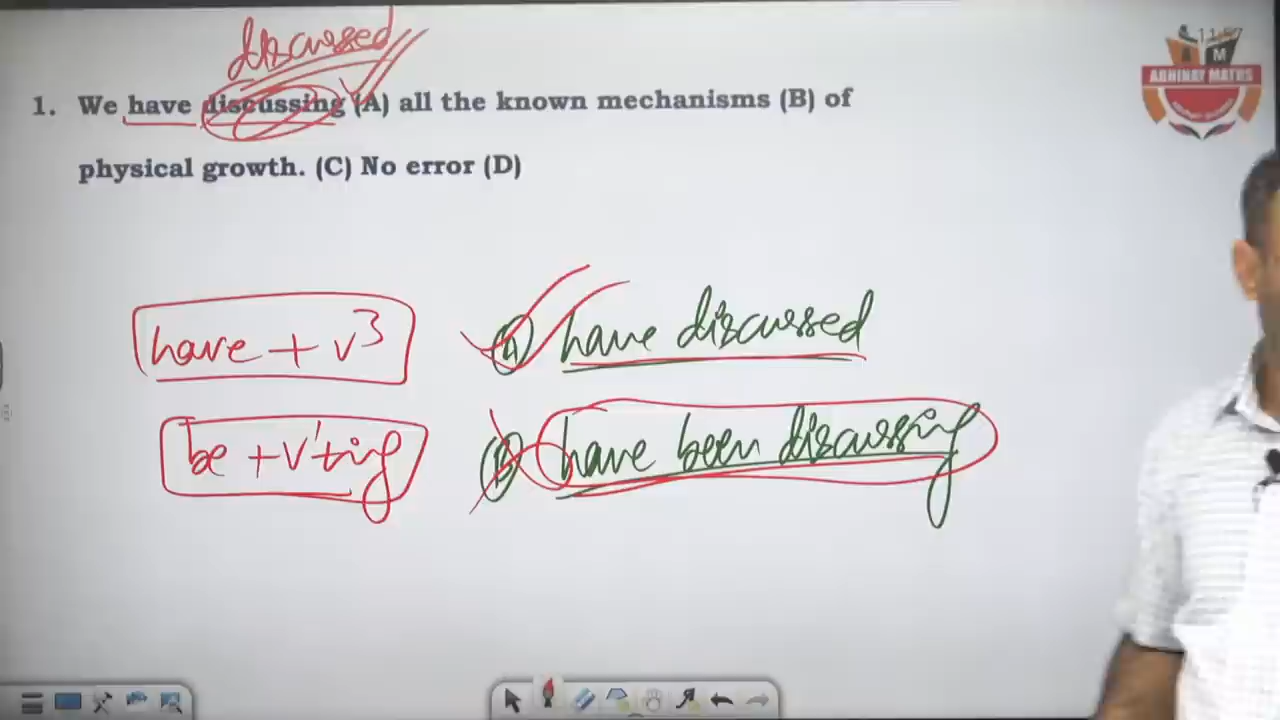 discussed
1. We have discussing (A) all the known mechanisms (B) of
physical growth. (C) No error (D)
have + v3
(A) have discussed
be + v'+ing
(B) have been discussing
M
ABHINAY MATHS